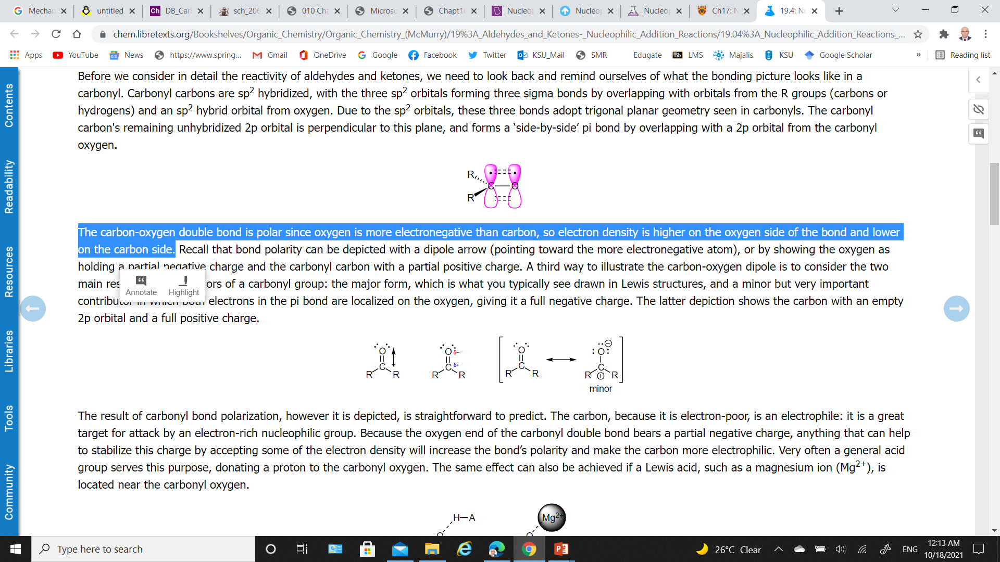 Mechan
untitled
Ch DB_Carl
sch_206
010 Cha
Microsc
Chapt1
Nucleop
Nucleop
Nucleop
Ch17: N
19.4: Nu
chem.libretexts.org/Bookshelves/Organic_Chemistry/Organic_Chemistry_(McMurry)/19%3A_Aldehydes_and_Ketones-_Nucleophilic_Addition_Reactions/19.04%3A_Nucleophilic_Addition_Reactions_...
Apps YouTube News https://www.spring... Gmail OneDrive Google Facebook Twitter KSU_Mail SMR Edugate Bb LMS Majalis KSU Google Scholar » Reading list
Contents
Readability
Resources
Libraries
Tools
Community
Before we consider in detail the reactivity of aldehydes and ketones, we need to look back and remind ourselves of what the bonding picture looks like in a
carbonyl. Carbonyl carbons are sp2 hybridized, with the three sp2 orbitals forming three sigma bonds by overlapping with orbitals from the R groups (carbons or
hydrogens) and an sp2 hybrid orbital from oxygen. Due to the sp2 orbitals, these three bonds adopt trigonal planar geometry seen in carbonyls. The carbonyl
carbon's remaining unhybridized 2p orbital is perpendicular to this plane, and forms a ‘side-by-side’ pi bond by overlapping with a 2p orbital from the carbonyl
oxygen.
R
C O
R
The carbon-oxygen double bond is polar since oxygen is more electronegative than carbon, so electron density is higher on the oxygen side of the bond and lower
on the carbon side. Recall that bond polarity can be depicted with a dipole arrow (pointing toward the more electronegative atom), or by showing the oxygen as
holding a partial negative charge and the carbonyl carbon with a partial positive charge. A third way to illustrate the carbon-oxygen dipole is to consider the two
main res tors of a carbonyl group: the major form, which is what you typically see drawn in Lewis structures, and a minor but very important
contributor in which both electrons in the pi bond are localized on the oxygen, giving it a full negative charge. The latter depiction shows the carbon with an empty
2p orbital and a full positive charge.
Annotate Highlight
O O δ- O O ⊖
C C δ+ C C
R R R R R R R ⊕ R
minor
The result of carbonyl bond polarization, however it is depicted, is straightforward to predict. The carbon, because it is electron-poor, is an electrophile: it is a great
target for attack by an electron-rich nucleophilic group. Because the oxygen end of the carbonyl double bond bears a partial negative charge, anything that can help
to stabilize this charge by accepting some of the electron density will increase the bond’s polarity and make the carbon more electrophilic. Very often a general acid
group serves this purpose, donating a proton to the carbonyl oxygen. The same effect can also be achieved if a Lewis acid, such as a magnesium ion (Mg2+), is
located near the carbonyl oxygen.
H—A Mg2+
O O
Type here to search
26°C Clear
ENG
12:13 AM
10/18/2021